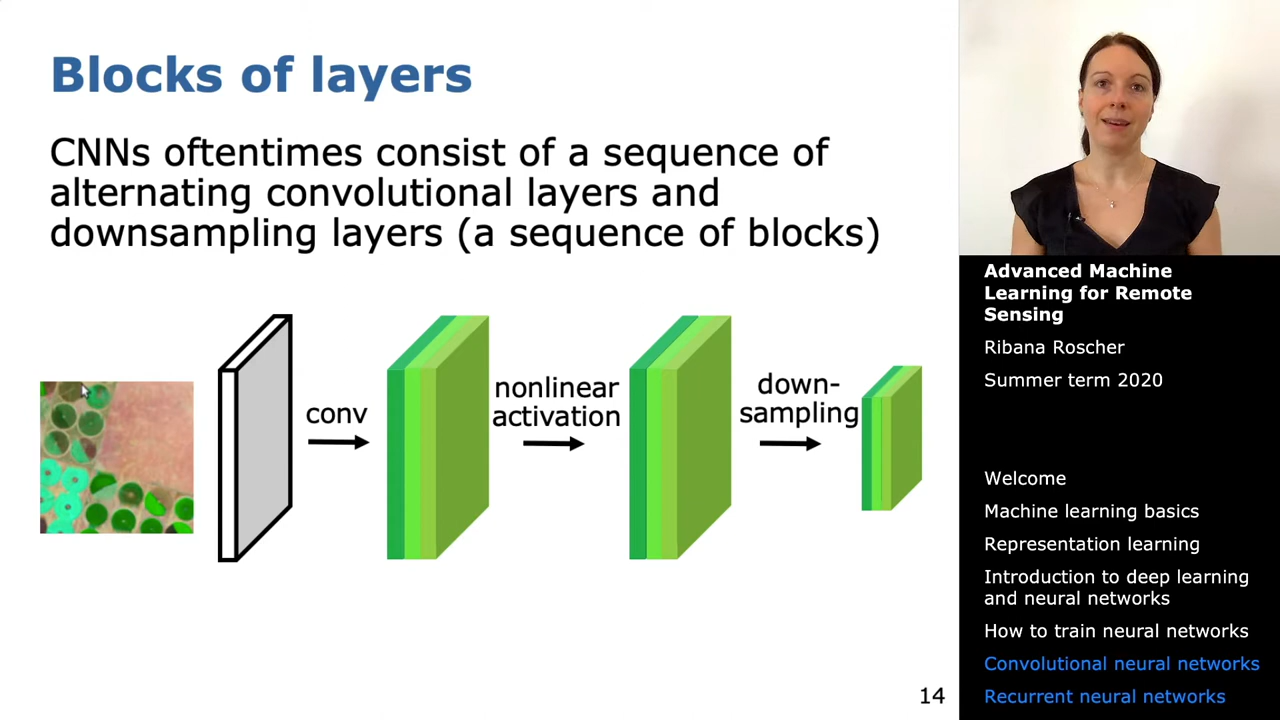 Blocks of layers
CNNs oftentimes consist of a sequence of
alternating convolutional layers and
downsampling layers (a sequence of blocks)
conv
nonlinear
activation
down-
sampling
14
Advanced Machine
Learning for Remote
Sensing
Ribana Roscher
Summer term 2020
Welcome
Machine learning basics
Representation learning
Introduction to deep learning
and neural networks
How to train neural networks
Convolutional neural networks
Recurrent neural networks